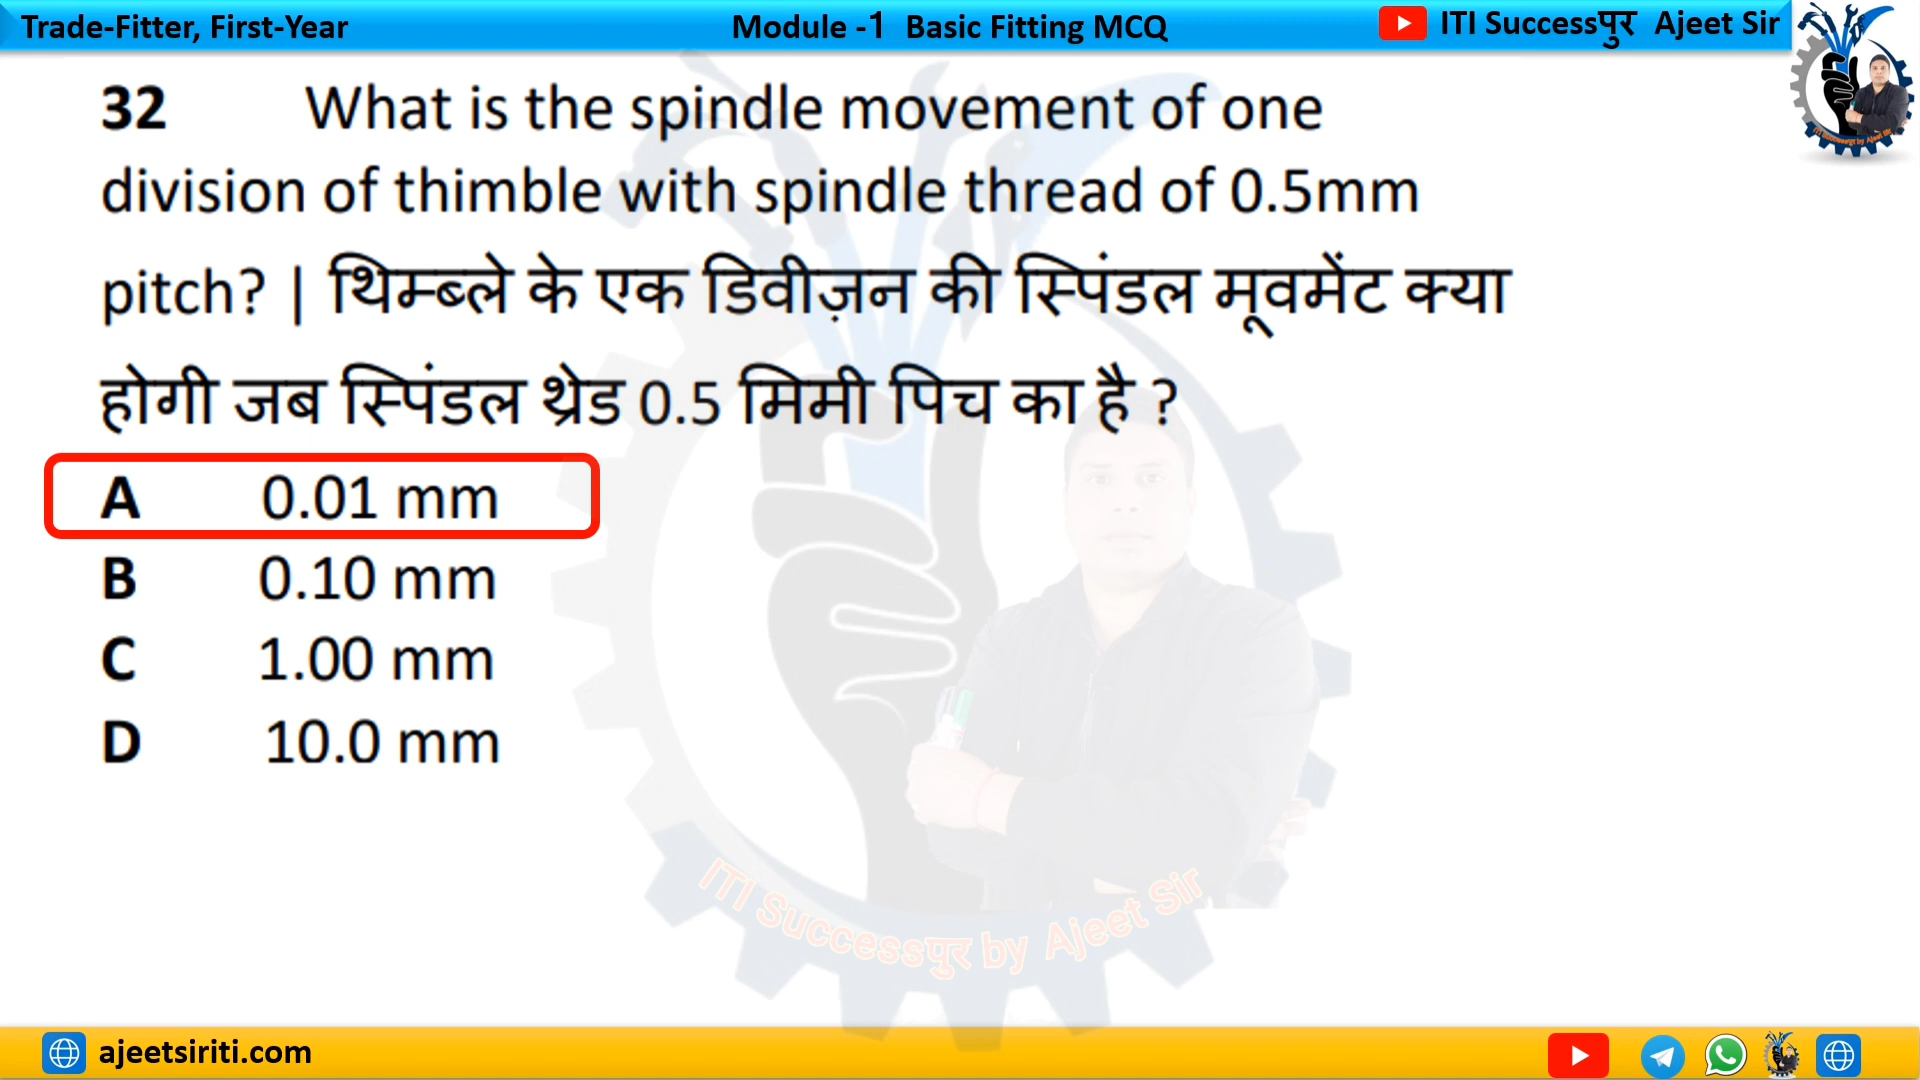 Trade-Fitter, First-Year
Module -1 Basic Fitting MCQ
ITI Successपुर Ajeet Sir
32 What is the spindle movement of one
division of thimble with spindle thread of 0.5mm
pitch? | थिम्ब्ले के एक डिवीज़न की स्पिंडल मूवमेंट क्या
होगी जब स्पिंडल थ्रेड 0.5 मिमी पिच का है ?
A 0.01 mm
B 0.10 mm
C 1.00 mm
D 10.0 mm
ITI Successपुर by Ajeet Sir
ajeetsiriti.com